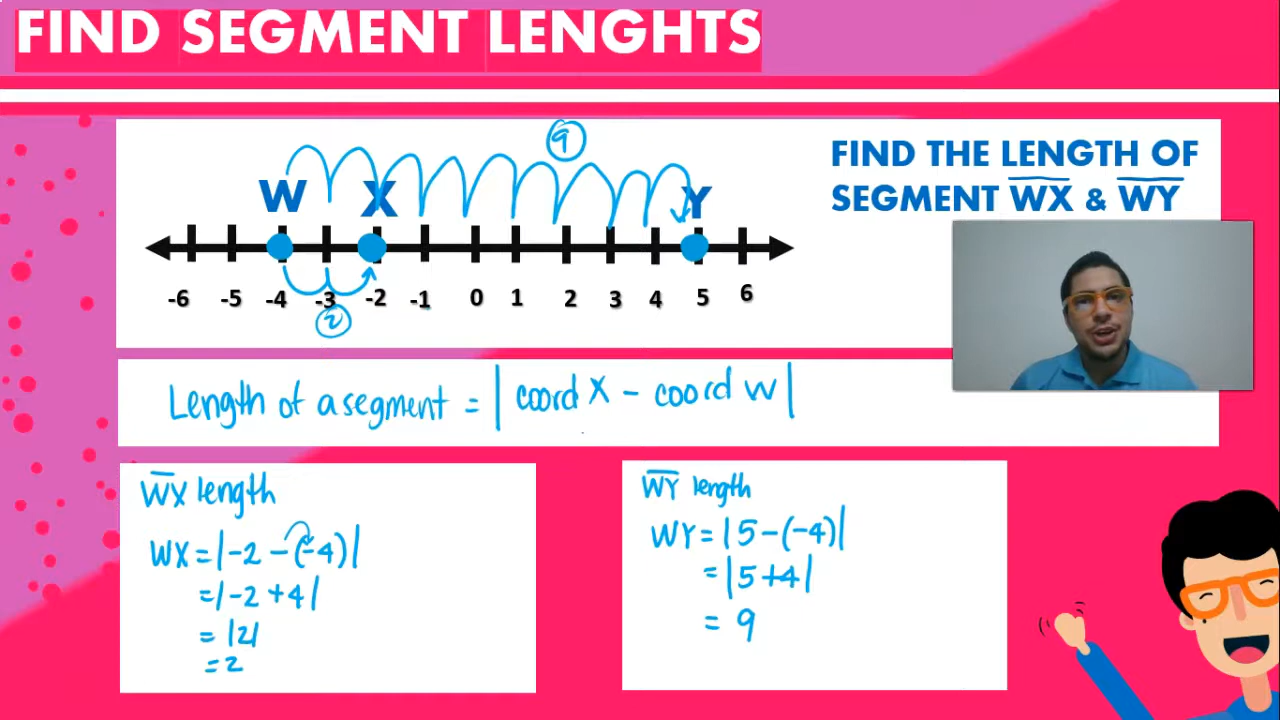 FIND SEGMENT LENGHTS
9
W X Y
-6 -5 -4 -3 -2 -1 0 1 2 3 4 5 6
2
FIND THE LENGTH OF
SEGMENT WX & WY
Length of a segment = | coord X - coord W |
WX length
WX = |-2 - (-4)|
= |-2 + 4|
= |2|
= 2
WY length
WY = |5 - (-4)|
= |5 + 4|
= 9